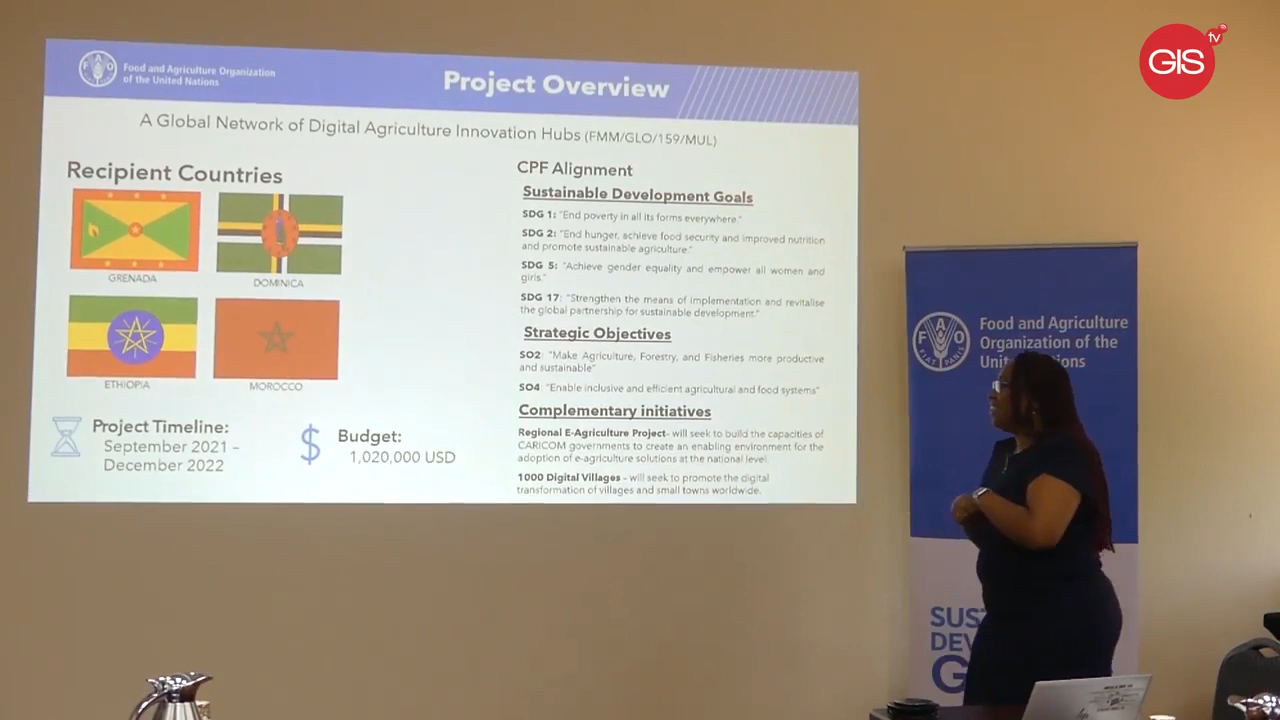 GIS tv
FAO
Food and Agriculture Organization
of the United Nations
Project Overview
A Global Network of Digital Agriculture Innovation Hubs (FMM/GLO/159/MUL)
Recipient Countries
GRENADA
DOMINICA
ETHIOPIA
MOROCCO
Project Timeline:
September 2021 –
December 2022
$
Budget:
1,020,000 USD
CPF Alignment
Sustainable Development Goals
SDG 1: "End poverty in all its forms everywhere."
SDG 2: "End hunger, achieve food security and improved nutrition
and promote sustainable agriculture."
SDG 5: "Achieve gender equality and empower all women and
girls."
SDG 17: "Strengthen the means of implementation and revitalise
the global partnership for sustainable development."
Strategic Objectives
SO2: "Make Agriculture, Forestry, and Fisheries more productive
and sustainable"
SO4: "Enable inclusive and efficient agricultural and food systems"
Complementary initiatives
Regional E-Agriculture Project- will seek to build the capacities of
CARICOM governments to create an enabling environment for the
adoption of e-agriculture solutions at the national level.
1000 Digital Villages – will seek to promote the digital
transformation of villages and small towns worldwide.
FAO
FIAT PANIS
Food and Agriculture
Organization of the
United Nations
SUS
DEV
G